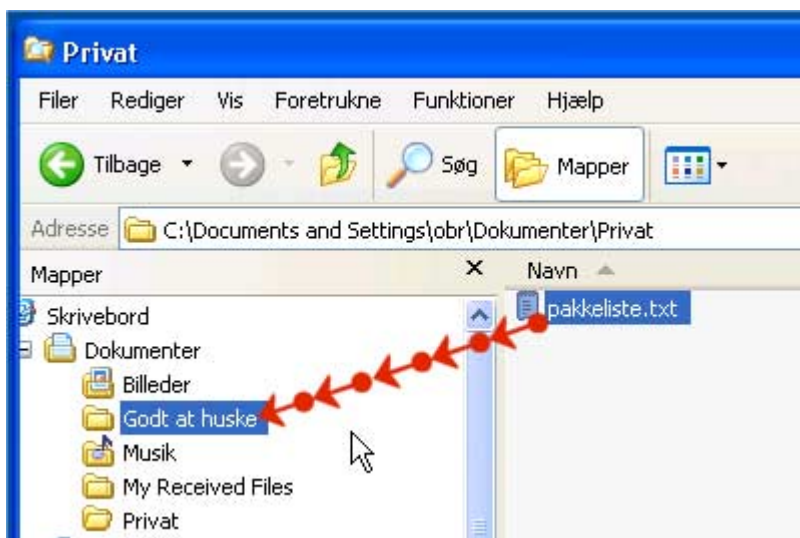 Privat
Filer Rediger Vis Foretrukne Funktioner Hjælp
Tilbage Søg Mapper
Adresse C:\Documents and Settings\obr\Dokumenter\Privat
Mapper Navn
Skrivebord pakkeliste.txt
Dokumenter
Billeder
Godt at huske
Musik
My Received Files
Privat